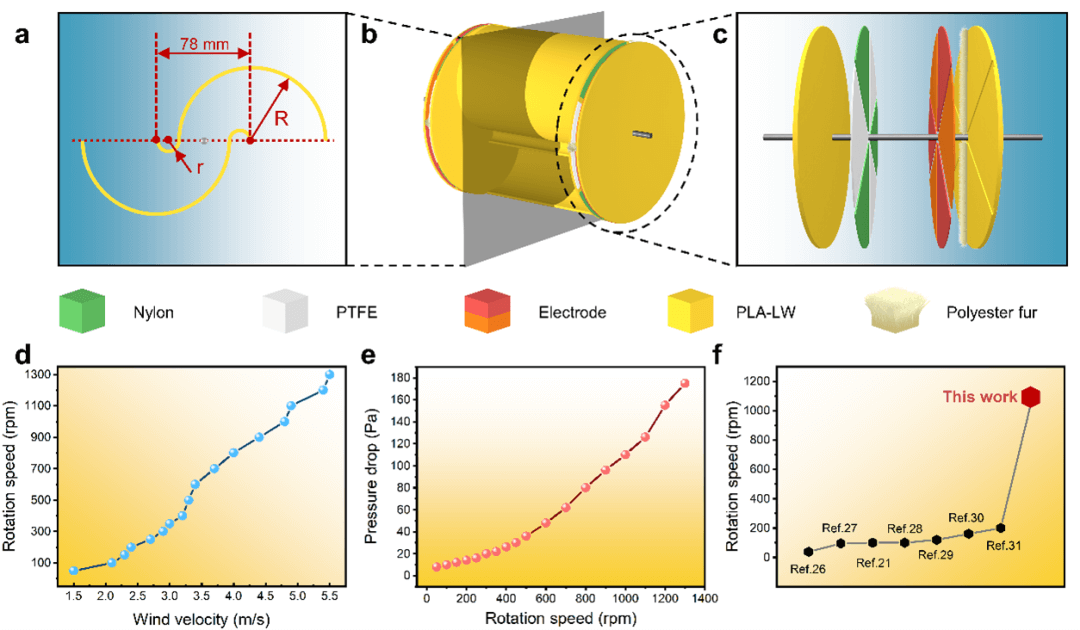 a
78 mm
R
r
b
c
Nylon
PTFE
Electrode
PLA-LW
Polyester fur
d
Rotation speed (rpm)
1300
1100
900
700
500
300
100
1.5 2.0 2.5 3.0 3.5 4.0 4.5 5.0 5.5
Wind velocity (m/s)
e
Pressure drop (Pa)
180
160
140
120
100
80
60
40
20
0
0 200 400 600 800 1000 1200 1400
Rotation speed (rpm)
f
Rotation speed (rpm)
1200
1000
800
600
400
200
0
This work
Ref.26
Ref.27
Ref.21
Ref.28
Ref.29
Ref.30
Ref.31